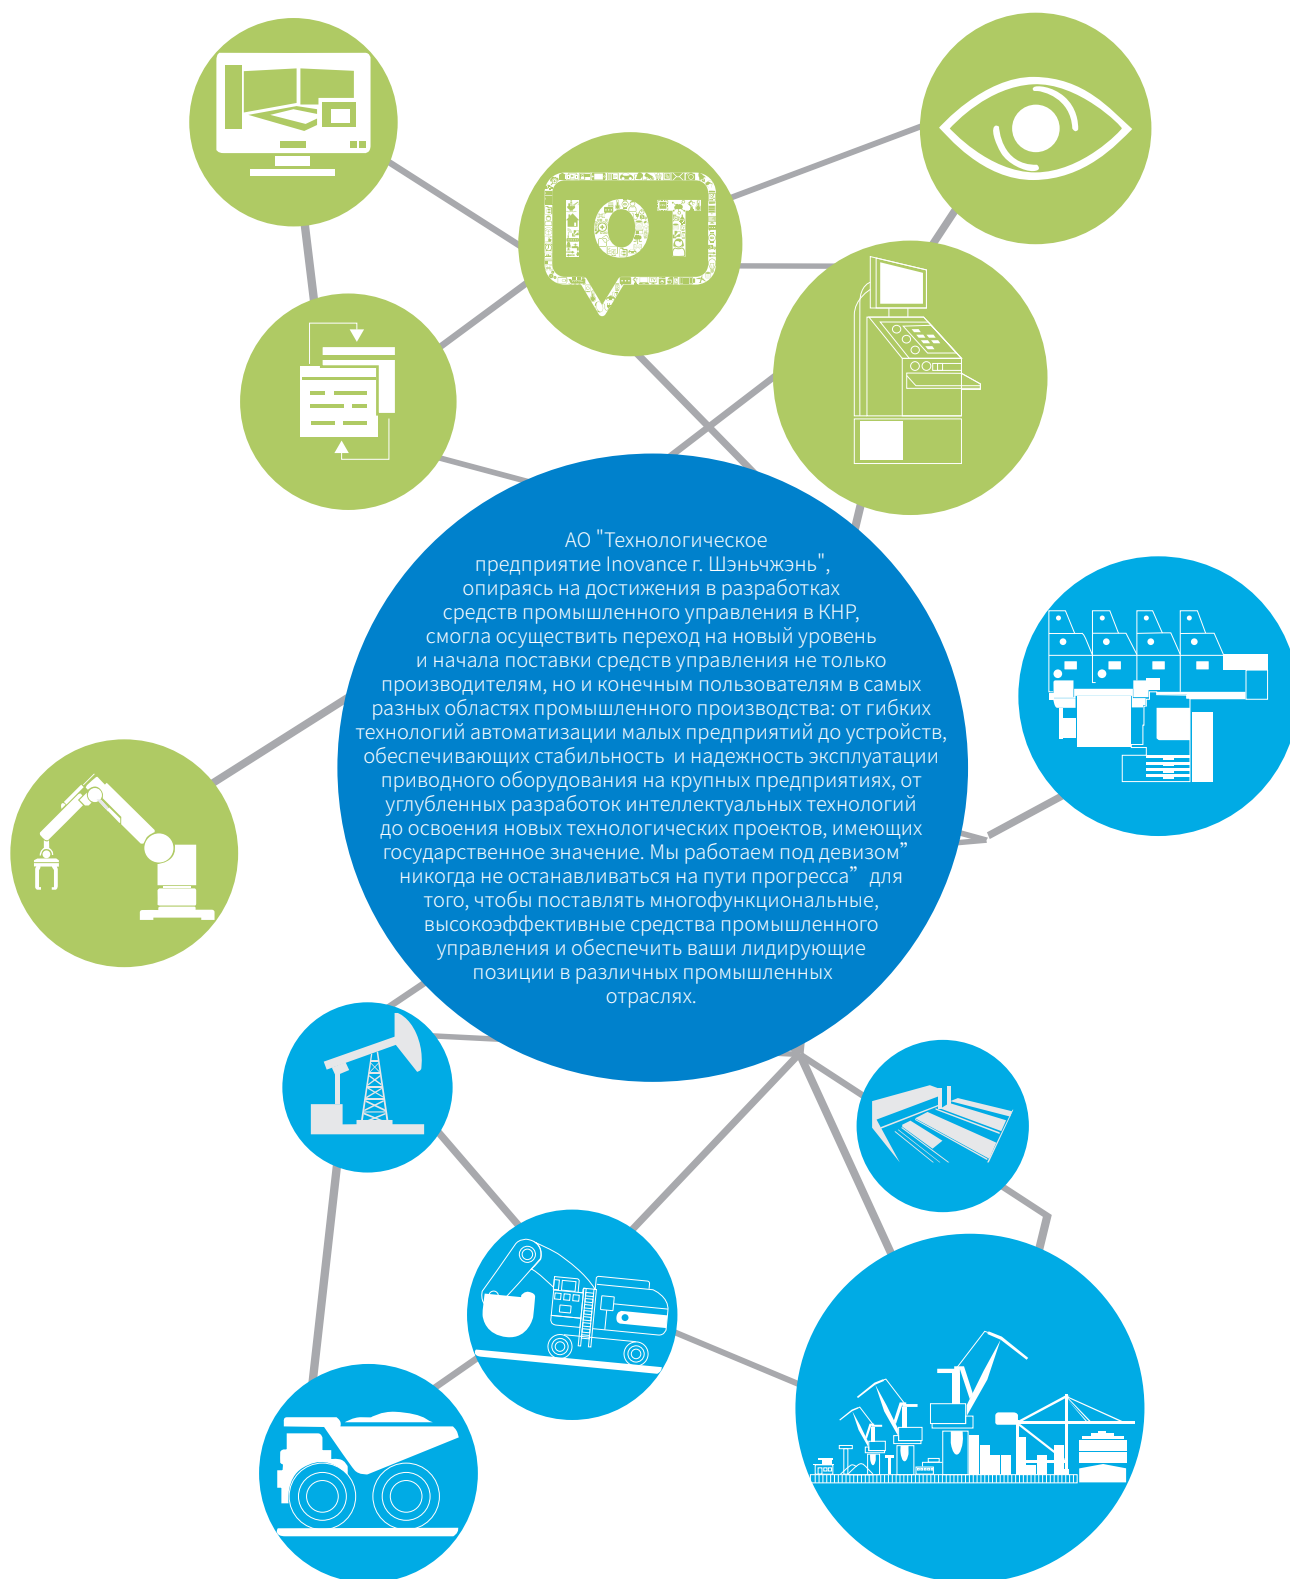 IOT
АО "Технологическое
предприятие Inovance г. Шэньчжэнь",
опираясь на достижения в разработках
средств промышленного управления в КНР,
смогла осуществить переход на новый уровень
и начала поставки средств управления не только
производителям, но и конечным пользователям в самых
разных областях промышленного производства: от гибких
технологий автоматизации малых предприятий до устройств,
обеспечивающих стабильность и надежность эксплуатации
приводного оборудования на крупных предприятиях, от
углубленных разработок интеллектуальных технологий
до освоения новых технологических проектов, имеющих
государственное значение. Мы работаем под девизом”
никогда не останавливаться на пути прогресса” для
того, чтобы поставлять многофункциональные,
высокоэффективные средства промышленного
управления и обеспечить ваши лидирующие
позиции в различных промышленных
отраслях.